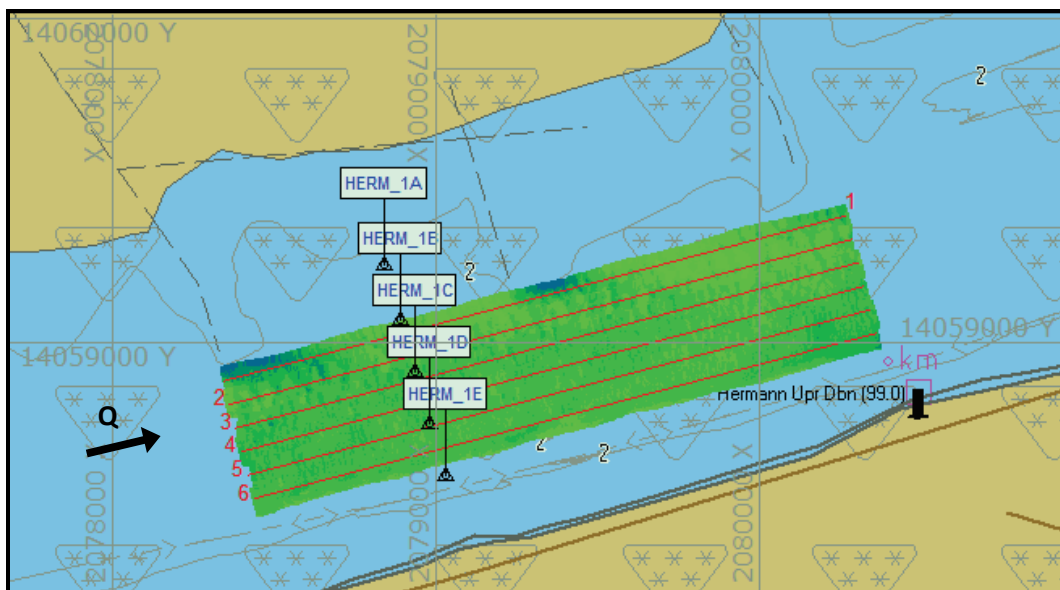 14060000 Y
2078000 X
2079000 X
2080000 X
2
HERM_1A
1
HERM_1B
2
HERM_1C
14059000 Y
14059000 Y
HERM_1D
km
2
HERM_1E
Hermann Upr Dbn (99.0)
3
Q
4
2
2
5
6
2078000
2079000
2080000 X